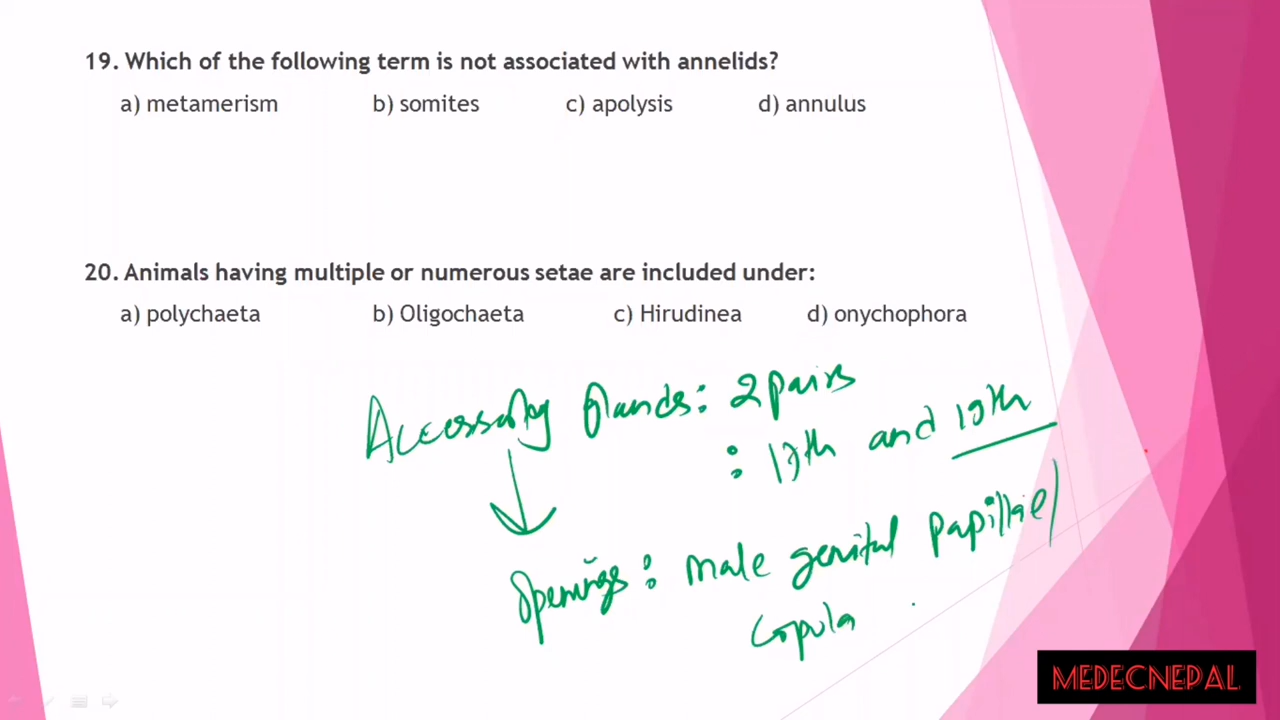 19. Which of the following term is not associated with annelids?
a) metamerism b) somites c) apolysis d) annulus
20. Animals having multiple or numerous setae are included under:
a) polychaeta b) Oligochaeta c) Hirudinea d) onychophora
Accessory glands: 2 pairs
: 17th and 19th
openings: male genital papillae/
copula
MEDECNEPAL